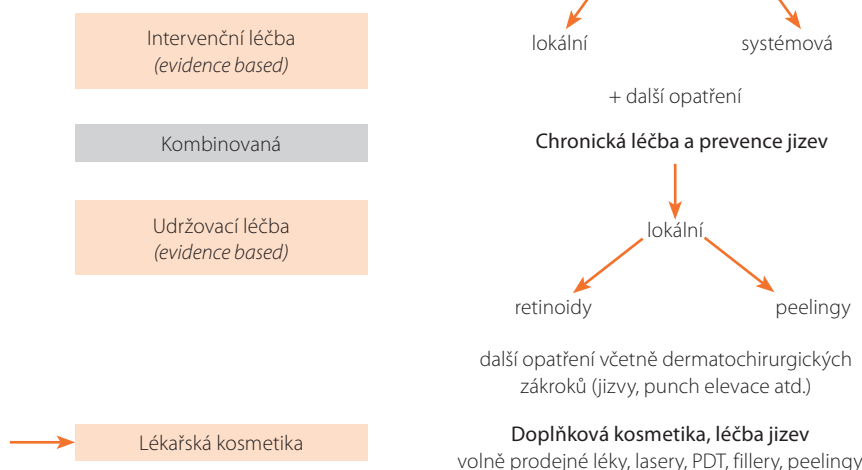 Intervenční léčba
(evidence based)
lokální
systémová
+ další opatření
Kombinovaná
Chronická léčba a prevence jizev
Udržovací léčba
(evidence based)
lokální
retinoidy
peelingy
další opatření včetně dermatochirurgických
zákroků (jizvy, punch elevace atd.)
Lékařská kosmetika
Doplňková kosmetika, léčba jizev
volně prodejné léky, lasery, PDT, fillery, peelingy